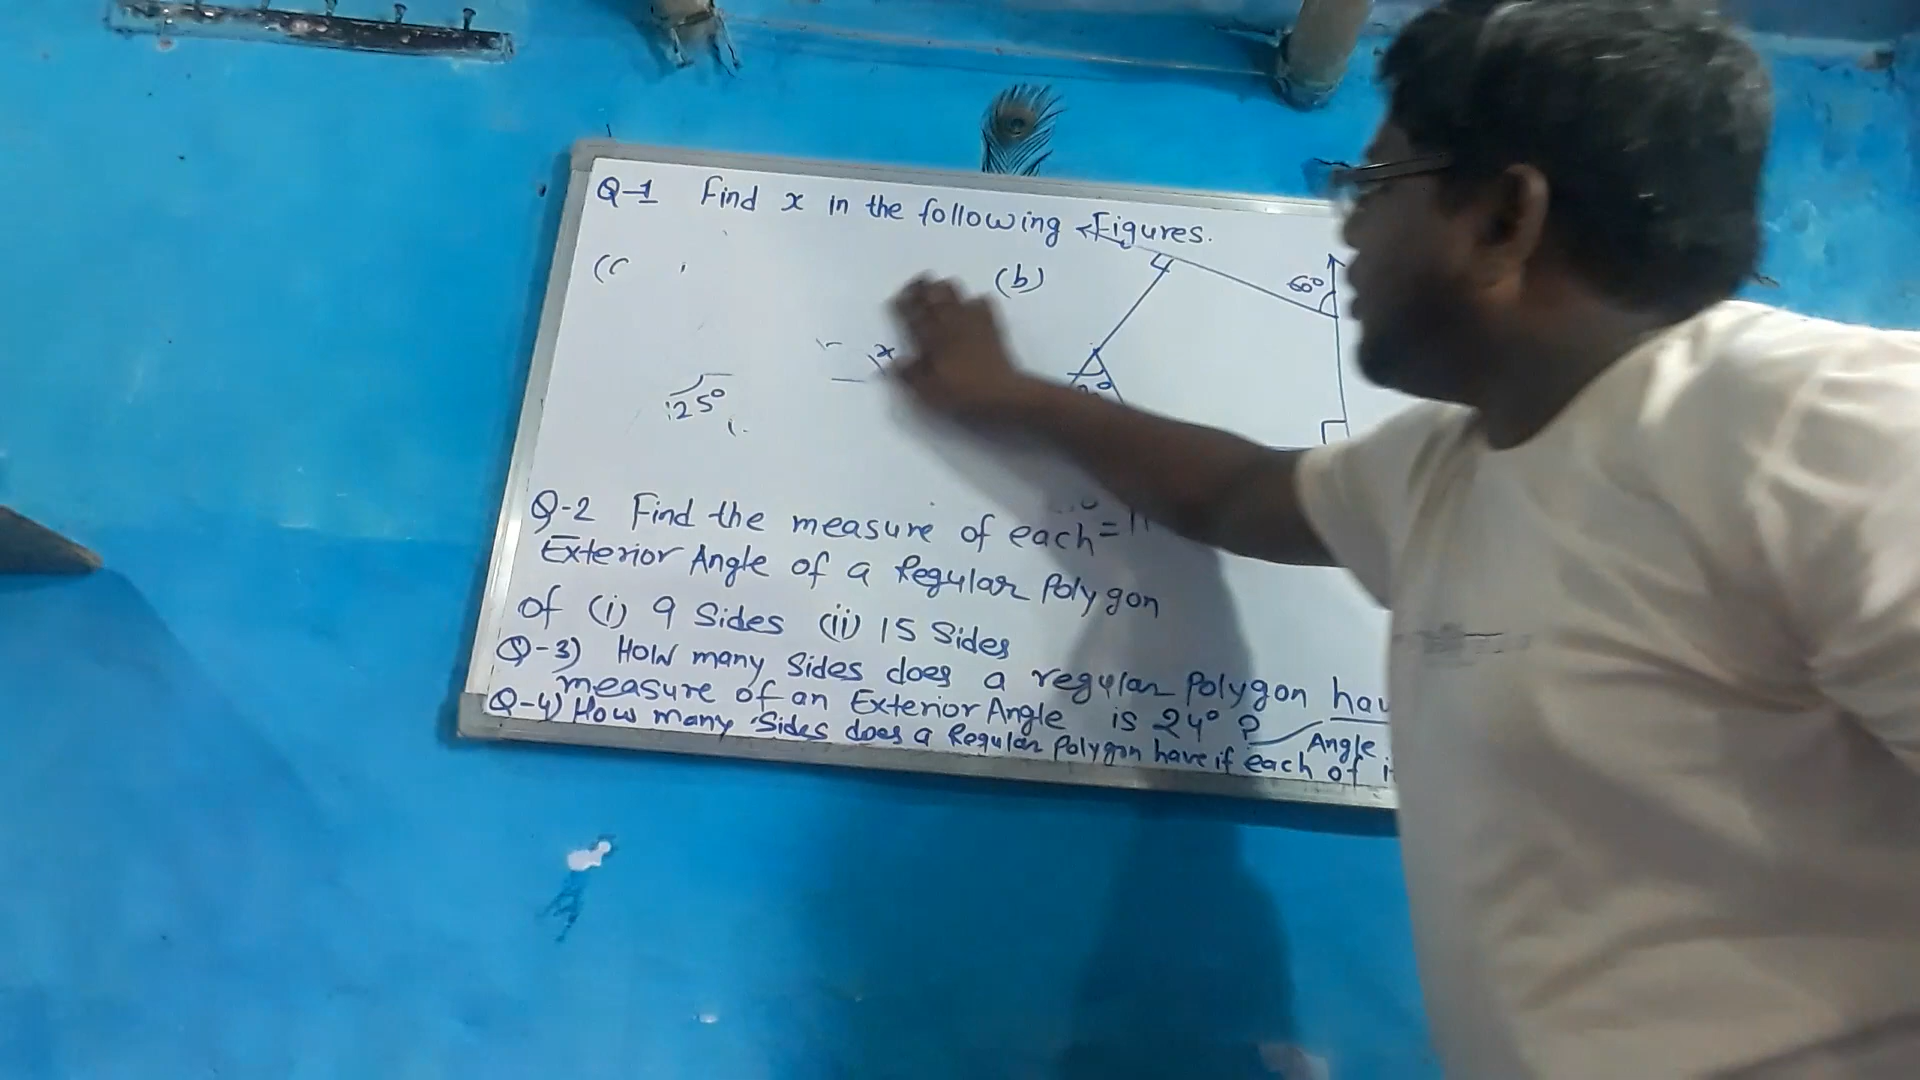 Q-1 Find x in the following Figures.
(b)
60°
x
125°
Q-2 Find the measure of each =
Exterior Angle of a Regular Polygon
of (i) 9 Sides (ii) 15 Sides
Q-3) How many Sides does a regular Polygon
measure of an Exterior Angle is 24° ? Angle
Q-4) How many Sides does a Regular Polygon have if each of